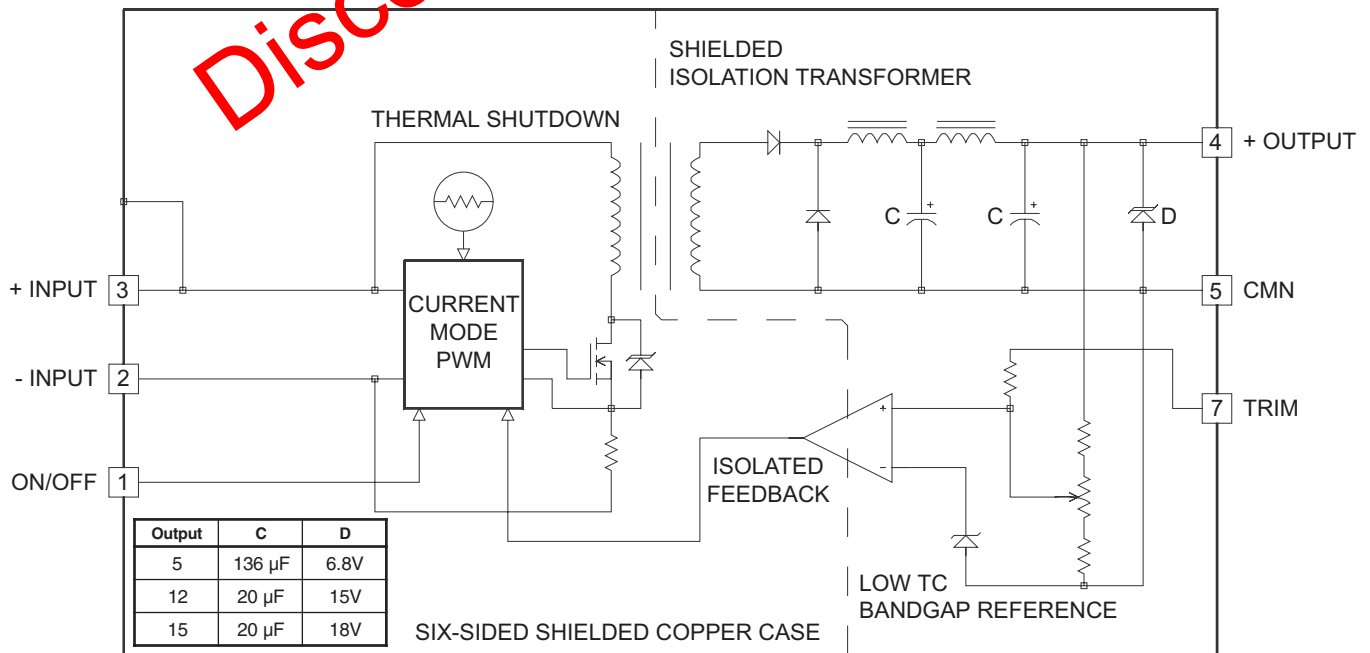 SHIELDED
ISOLATION TRANSFORMER
THERMAL SHUTDOWN
4 + OUTPUT
C + C + D
+ INPUT 3
5 CMN
CURRENT
MODE
PWM
- INPUT 2
7 TRIM
+
-
ISOLATED
FEEDBACK
ON/OFF 1
Output C D
5 136 µF 6.8V
12 20 µF 15V
15 20 µF 18V
LOW TC
BANDGAP REFERENCE
SIX-SIDED SHIELDED COPPER CASE